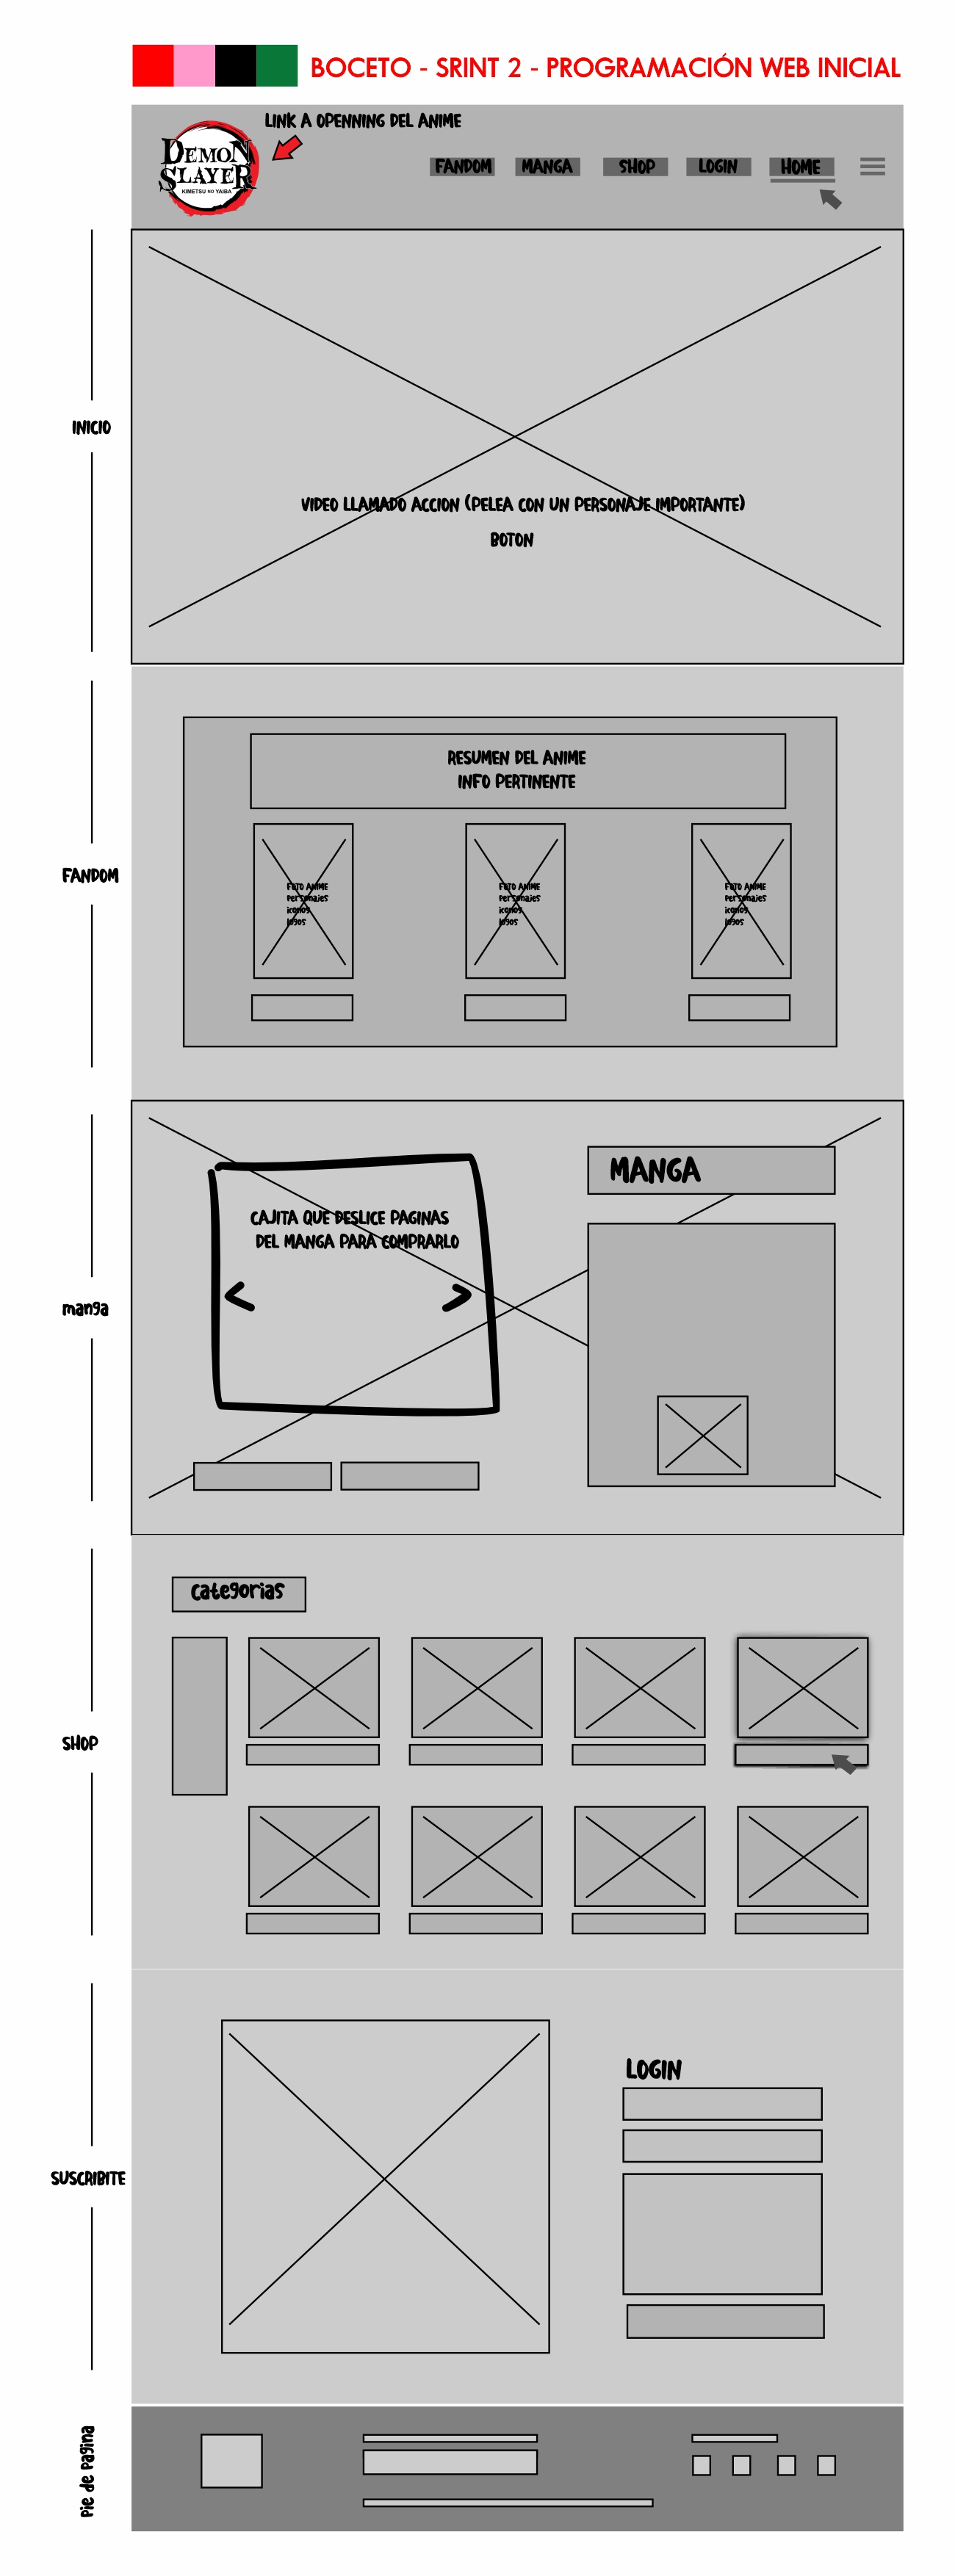 BOCETO - SRINT 2 - PROGRAMACIÓN WEB INICIAL
LINK A OPENNING DEL ANIME
DEMON
SLAYER
KIMETSU NO YAIBA
FANDOM MANGA SHOP LOGIN HOME
INICIO
VIDEO LLAMADO ACCION (PELEA CON UN PERSONAJE IMPORTANTE)
BOTON
RESUMEN DEL ANIME
INFO PERTINENTE
FANDOM
FOTO ANIME
Personajes
iconos
logos
FOTO ANIME
Personajes
iconos
logos
FOTO ANIME
Personajes
iconos
logos
manga
CAJITA QUE DESLICE PAGINAS
DEL MANGA PARA COMPRARLO
< >
MANGA
SHOP
Categorias
SUSCRIBITE
LOGIN
Pie de Pagina